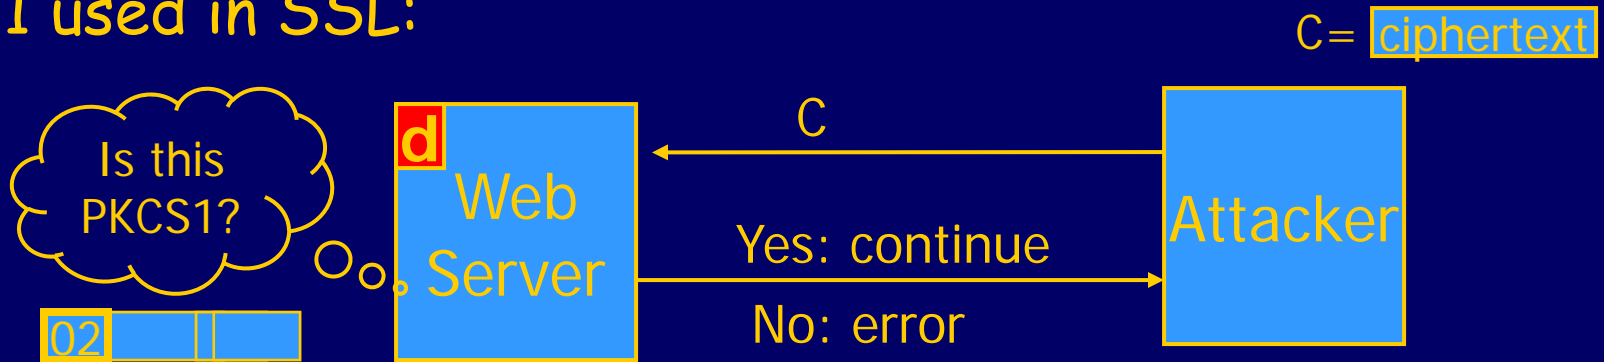 I used in SSL:
C= ciphertext
Is this
PKCS1?
d
Web
Server
C
Yes: continue
No: error
Attacker
02